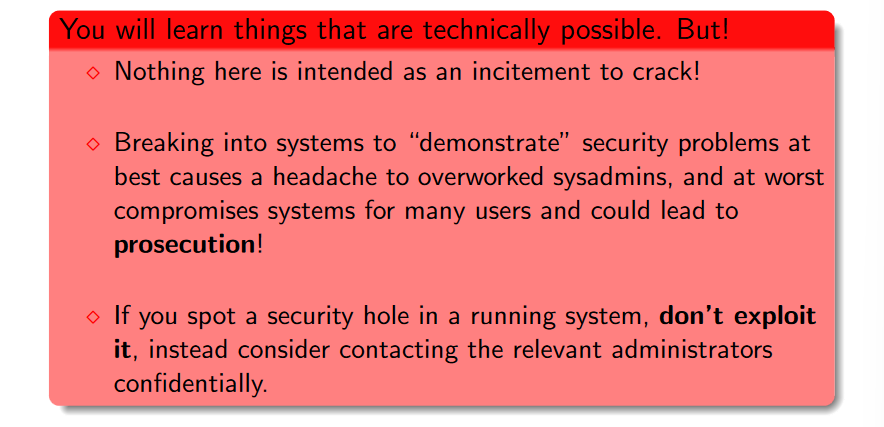 You will learn things that are technically possible. But!
◇ Nothing here is intended as an incitement to crack!
◇ Breaking into systems to “demonstrate” security problems at
best causes a headache to overworked sysadmins, and at worst
compromises systems for many users and could lead to
prosecution!
◇ If you spot a security hole in a running system, don't exploit
it, instead consider contacting the relevant administrators
confidentially.